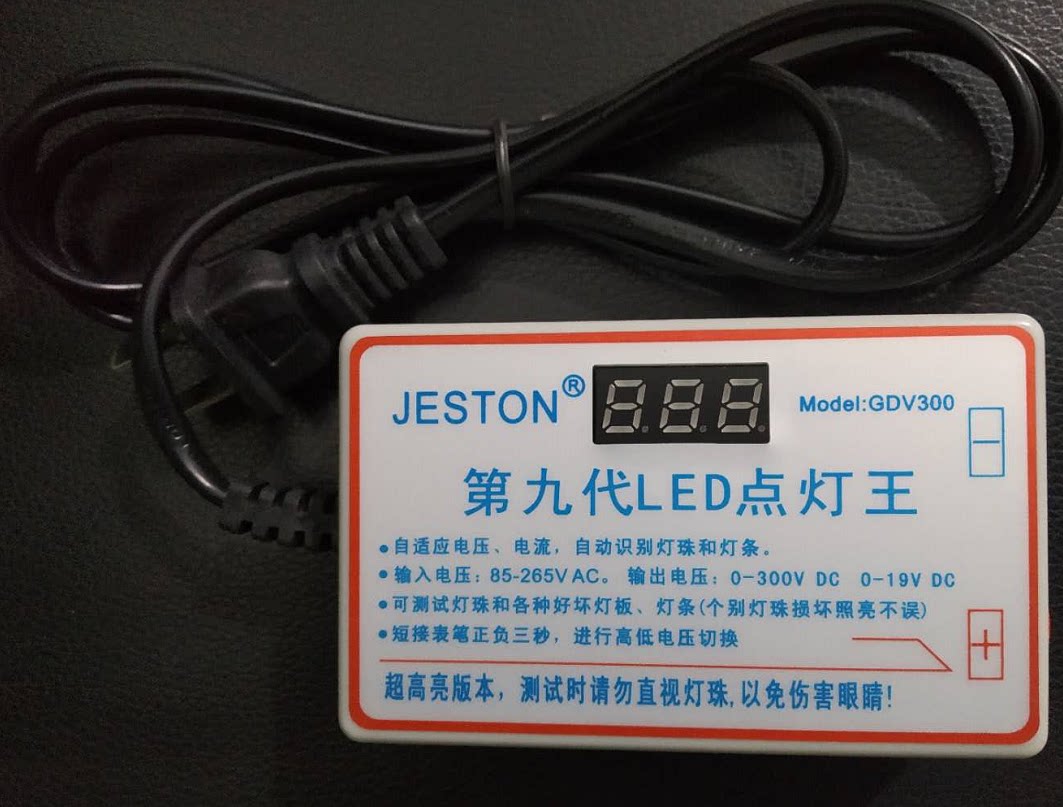 JESTON®
Model:GDV300
第九代LED点灯王
●自适应电压、电流，自动识别灯珠和灯条。
●输入电压：85-265V AC。 输出电压：0-300V DC 0-19V DC
●可测试灯珠和各种好坏灯板、灯条(个别灯珠损坏照亮不误)
●短接表笔正负三秒，进行高低电压切换
超高亮版本，测试时请勿直视灯珠,以免伤害眼睛!
−
+